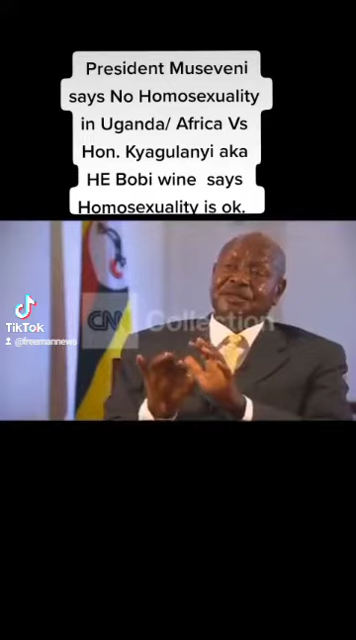 President Museveni
says No Homosexuality
in Uganda/ Africa Vs
Hon. Kyagulanyi aka
HE Bobi wine  says
Homosexuality is ok.
CNN Collection
TikTok
@freemannews